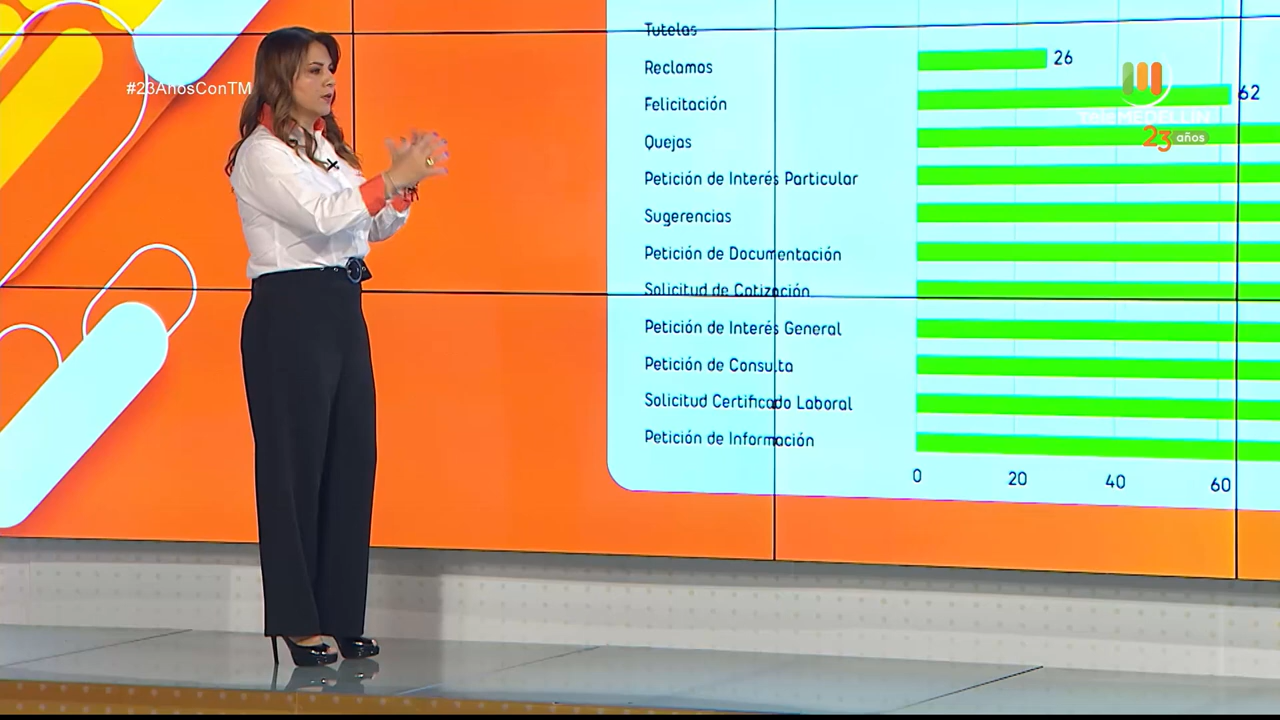 #23AñosConTM
Tutelas
Reclamos
26
Felicitación
62
Quejas
Petición de Interés Particular
Sugerencias
Petición de Documentación
Solicitud de Cotización
Petición de Interés General
Petición de Consulta
Solicitud Certificado Laboral
Petición de Información
0 20 40 60
TeleMEDELLÍN
23 años